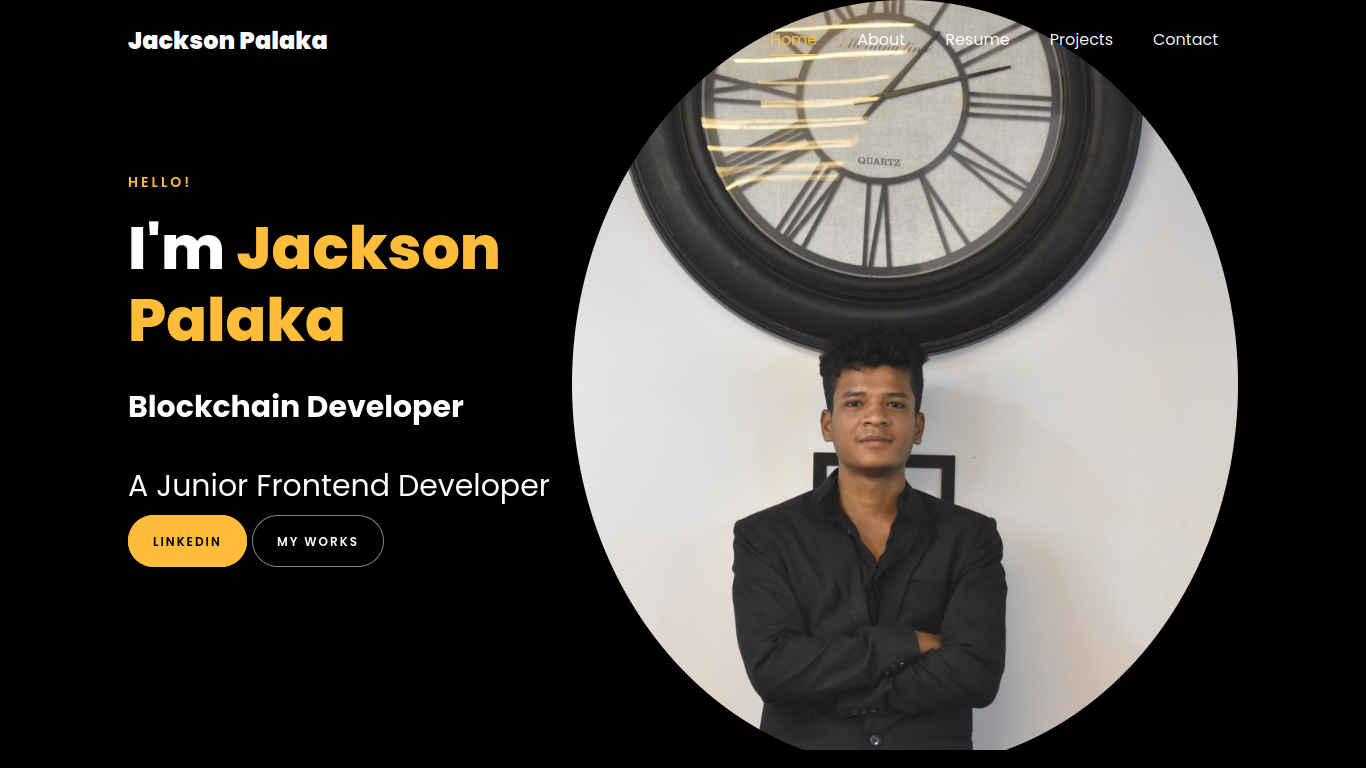 Jackson Palaka
Home About Resume Projects Contact
QUARTZ
HELLO!
I'm Jackson
Palaka
Blockchain Developer
A Junior Frontend Developer
LINKEDIN MY WORKS